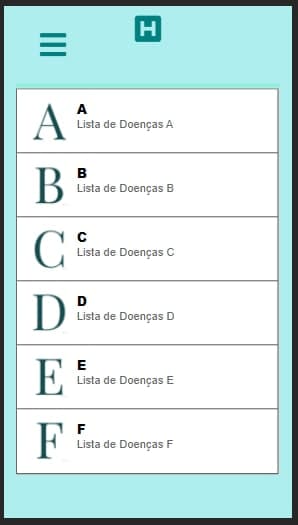 H
A
A
Lista de Doenças A
B
B
Lista de Doenças B
C
C
Lista de Doenças C
D
D
Lista de Doenças D
E
E
Lista de Doenças E
F
F
Lista de Doenças F